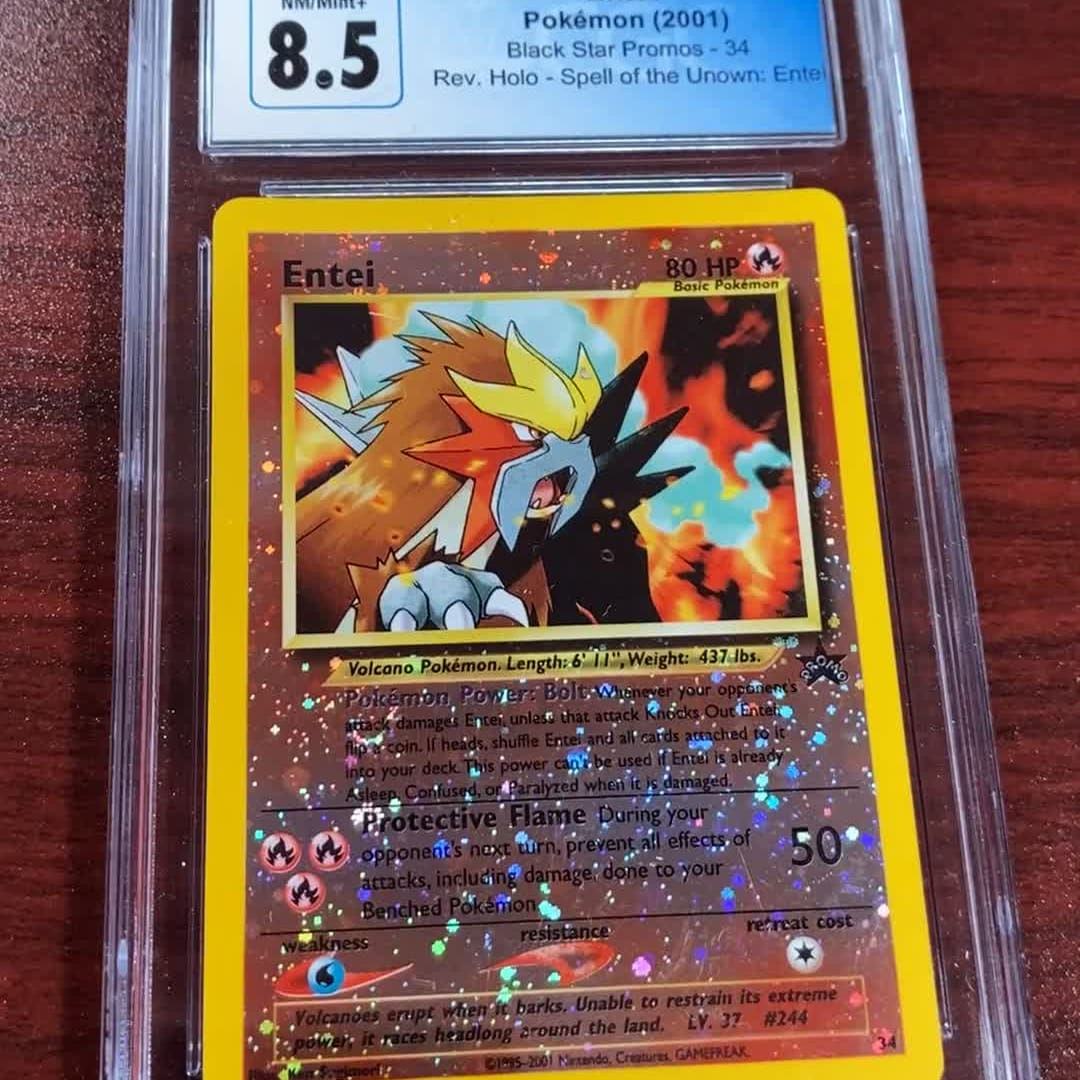 NM/Mint+
8.5
Pokémon (2001)
Black Star Promos - 34
Rev. Holo - Spell of the Unown: Entei
Entei
80 HP
Basic Pokémon
Volcano Pokémon. Length: 6' 11", Weight: 437 lbs.
PROMO
Pokémon Power: Bolt Whenever your opponent's
attack damages Entei, unless that attack Knocks Out Entei,
flip a coin. If heads, shuffle Entei and all cards attached to it
into your deck. This power can't be used if Entei is already
Asleep, Confused, or Paralyzed when it is damaged.
Protective Flame During your
opponent's next turn, prevent all effects of
attacks, including damage, done to your
Benched Pokémon.
50
weakness
resistance
retreat cost
Volcanoes erupt when it barks. Unable to restrain its extreme
power, it races headlong around the land. LV. 37 #244
34
Illus. Ken Sugimori
©1995-2001 Nintendo, Creatures, GAMEFREAK.